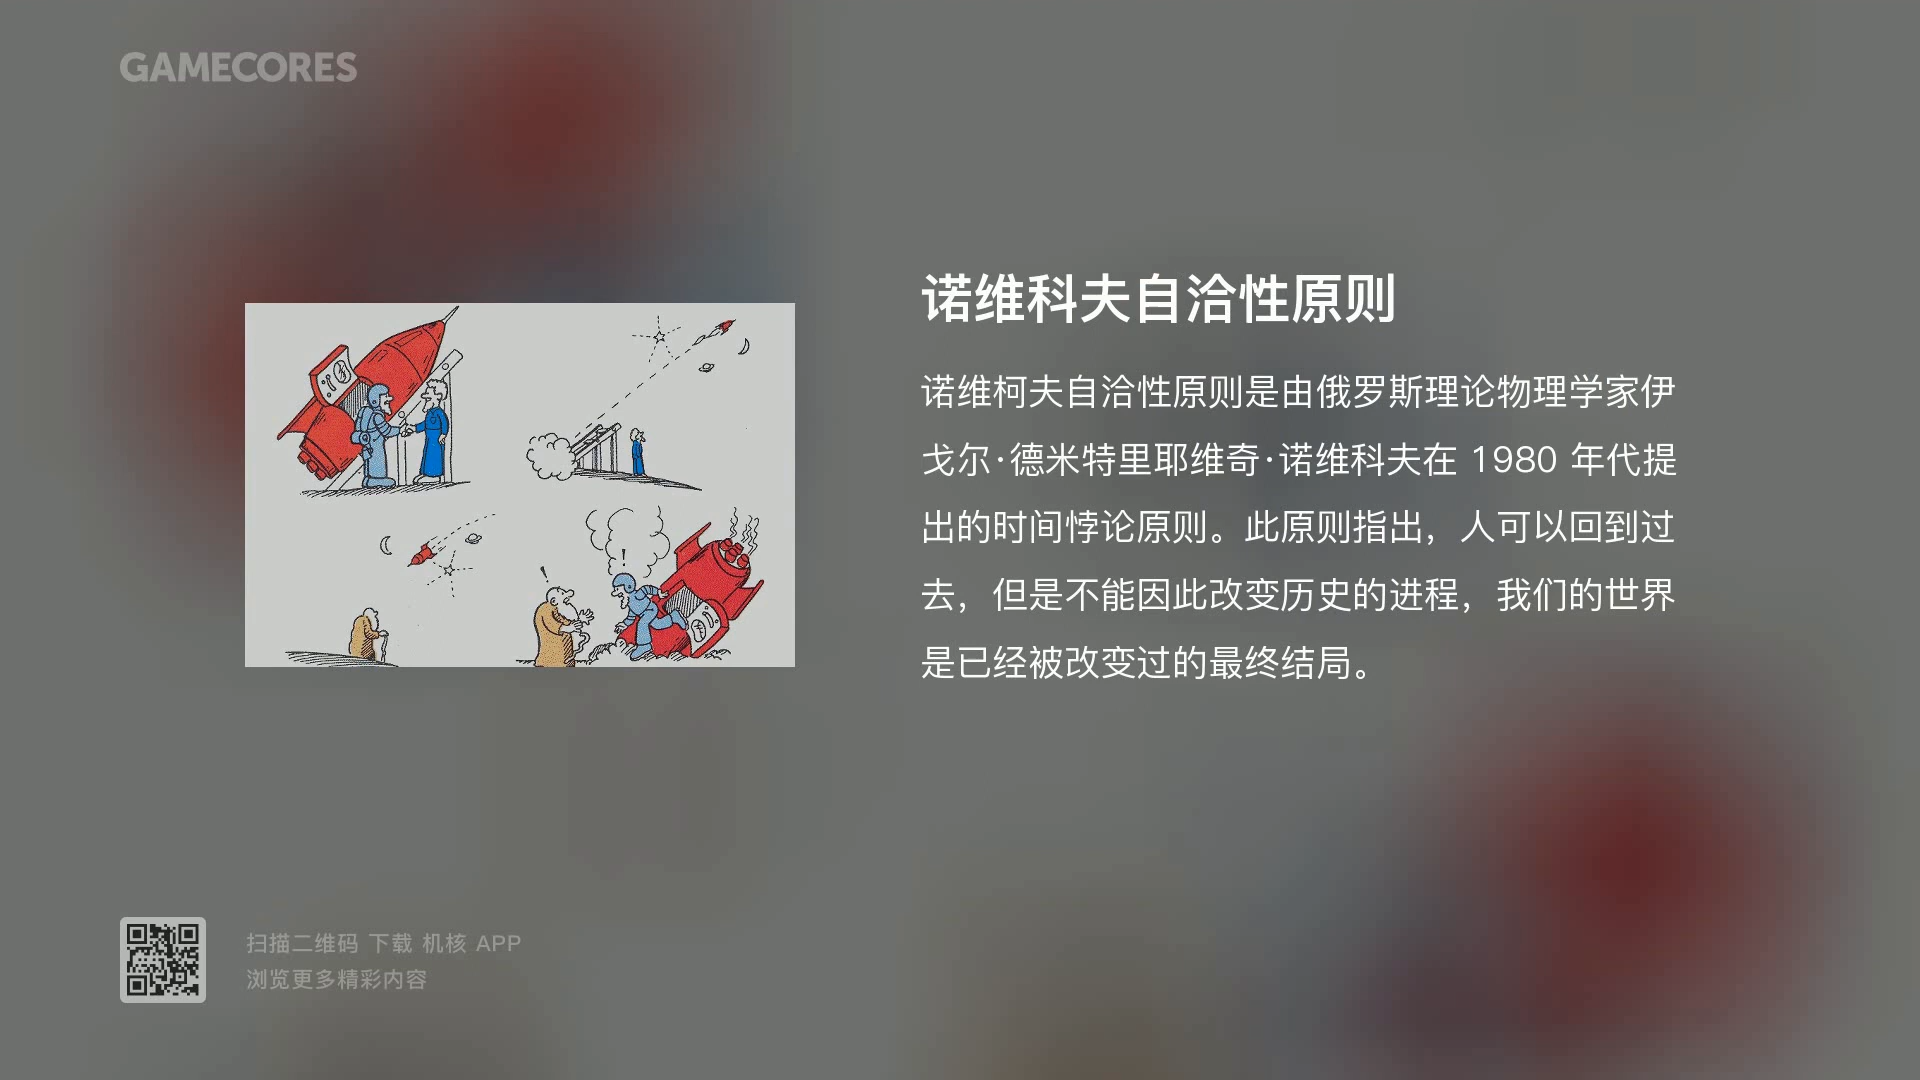 GAMECORES
诺维科夫自洽性原则
诺维柯夫自洽性原则是由俄罗斯理论物理学家伊
戈尔·德米特里耶维奇·诺维科夫在 1980 年代提
出的时间悖论原则。此原则指出，人可以回到过
去，但是不能因此改变历史的进程，我们的世界
是已经被改变过的最终结局。
!
!
扫描二维码 下载 机核 APP
浏览更多精彩内容